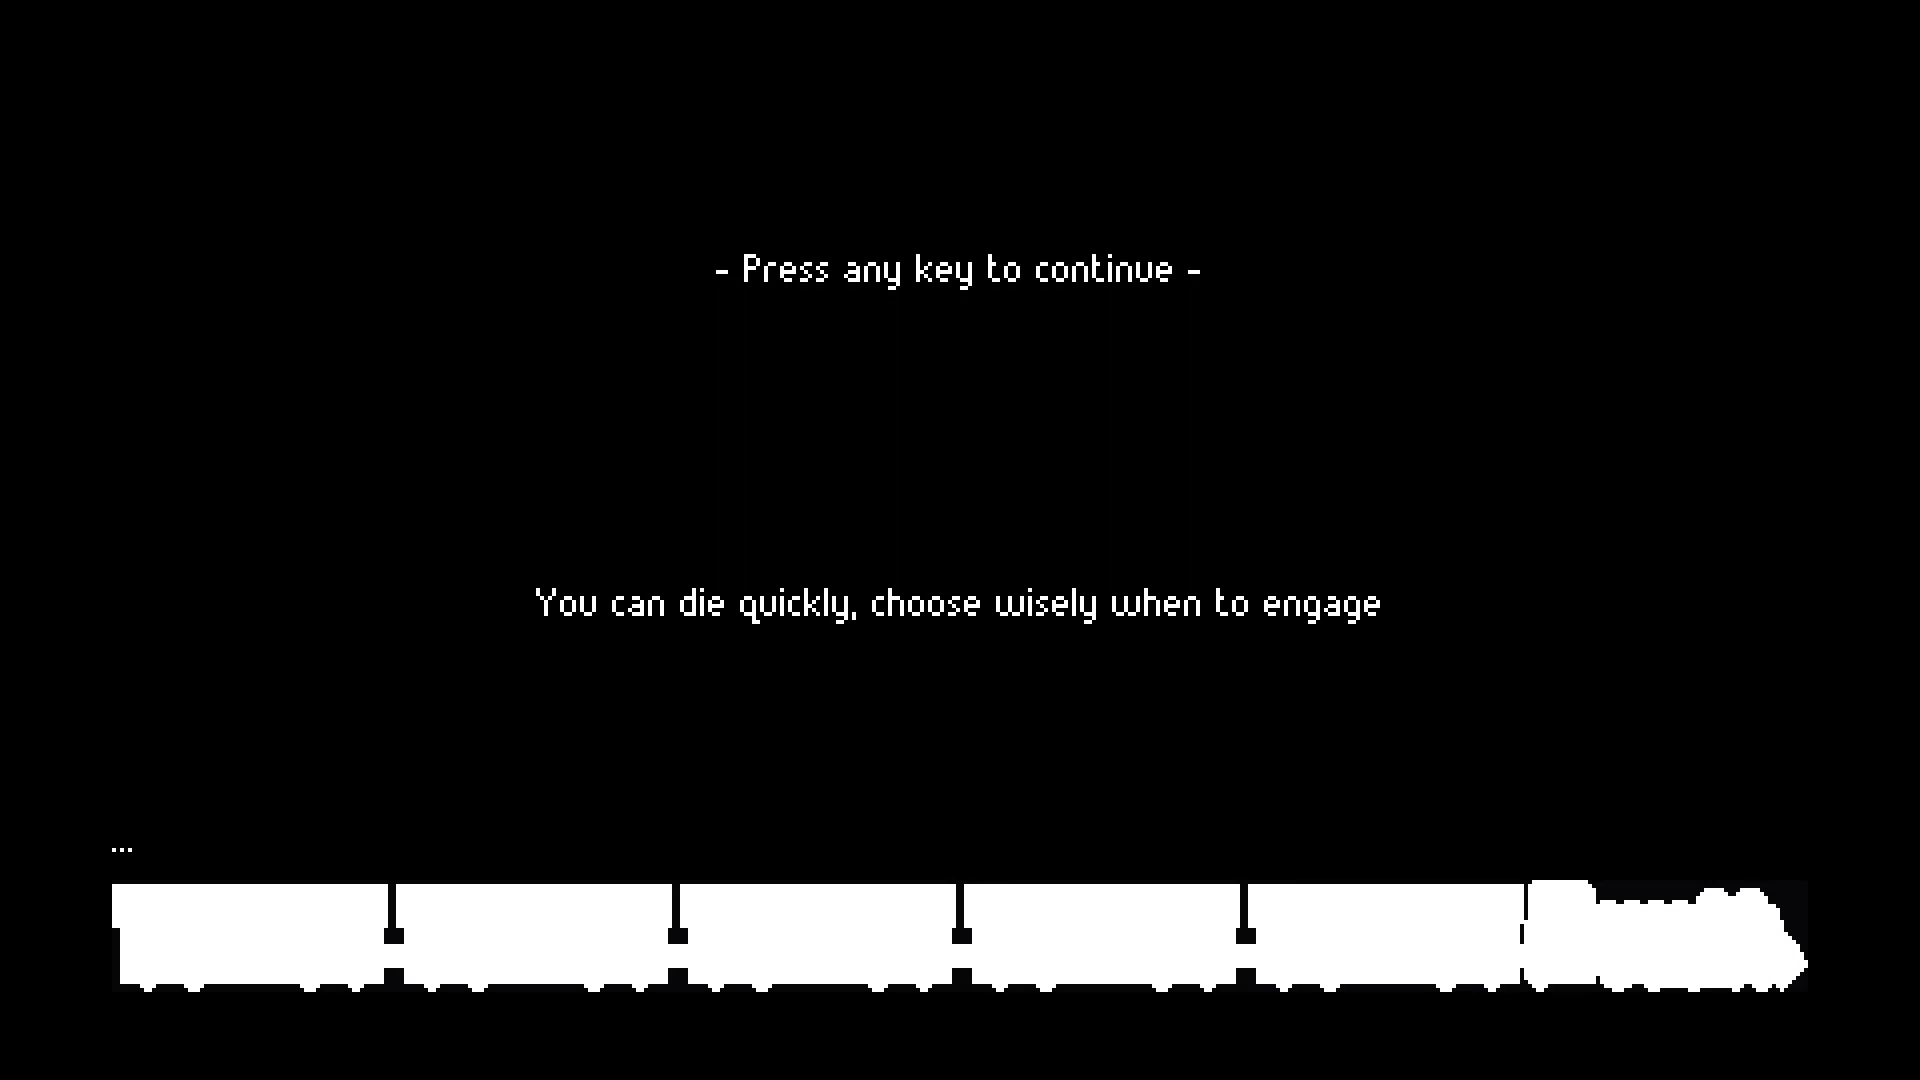 - Press any key to continue -
You can die quickly, choose wisely when to engage
...